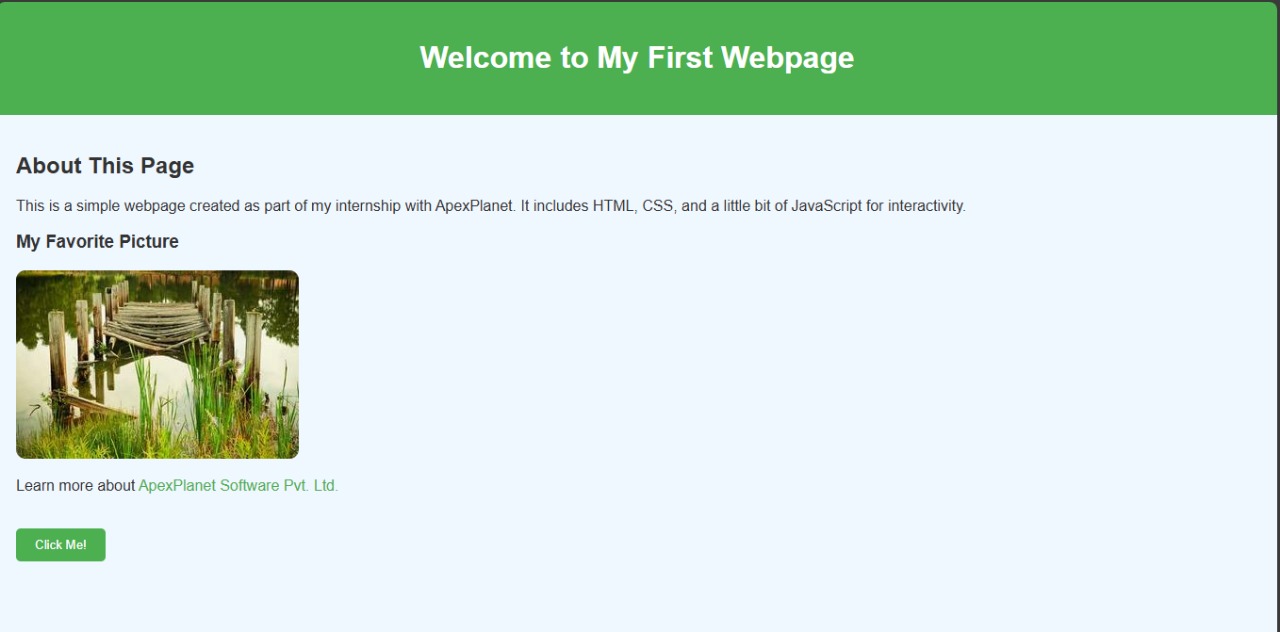 Welcome to My First Webpage
About This Page
This is a simple webpage created as part of my internship with ApexPlanet. It includes HTML, CSS, and a little bit of JavaScript for interactivity.
My Favorite Picture
Learn more about ApexPlanet Software Pvt. Ltd.
Click Me!